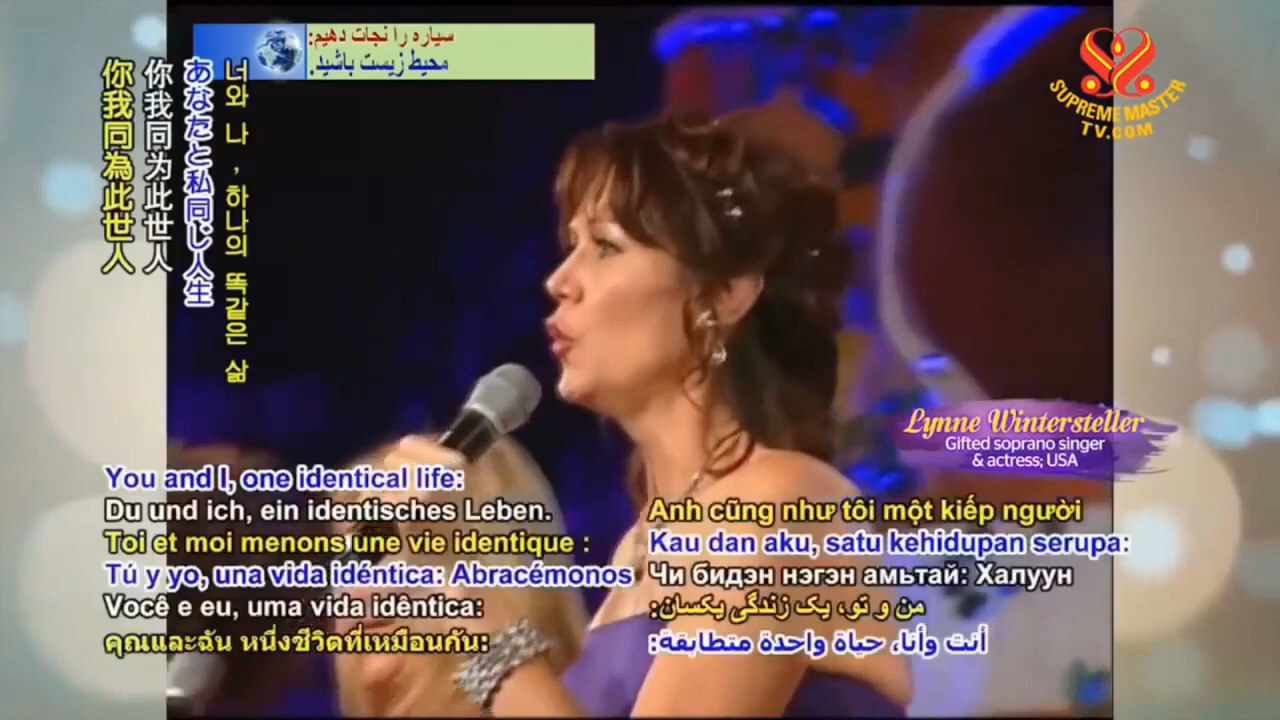 سیاره را نجات دهیم:
محیط زیست باشید.
SUPREME MASTER
TV.COM
你我同為此世人
你我同为此世人
あなたと私同じ人生
너와 나 , 하나의 똑같은 삶
Lynne Wintersteller
Gifted soprano singer
& actress; USA
You and I, one identical life:
Du und ich, ein identisches Leben.
Toi et moi menons une vie identique :
Tú y yo, una vida idéntica: Abracémonos
Você e eu, uma vida idêntica:
คุณและฉัน หนึ่งชีวิตที่เหมือนกัน:
Anh cũng như tôi một kiếp người
Kau dan aku, satu kehidupan serupa:
Чи бидэн нэгэн амьтай: Халуун
من و تو، یک زندگی یکسان:
أنت وأنا، حياة واحدة متطابقة: